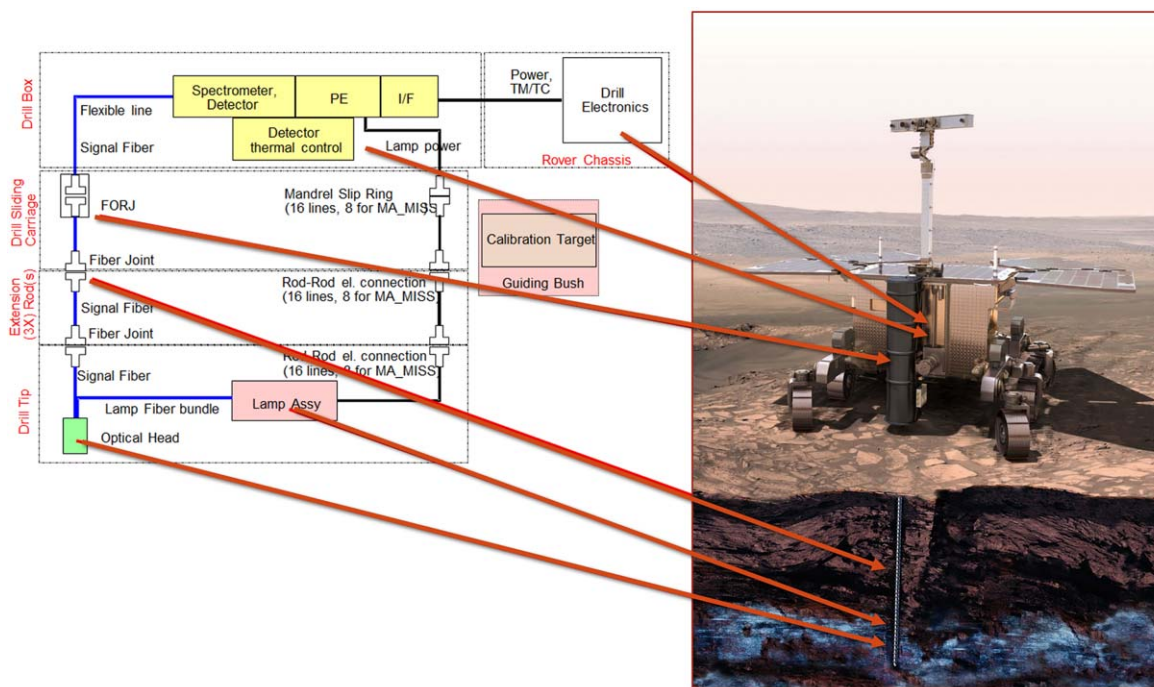 Drill Box
Flexible line
Signal Fiber
Spectrometer,
Detector
PE
I/F
Detector
thermal control
Lamp power
Power,
TM/TC
Drill
Electronics
Rover Chassis
Drill Sliding
Carriage
FORJ
Fiber Joint
Mandrel Slip Ring
(16 lines, 8 for MA_MISS)
Calibration Target
Guiding Bush
Extension
(3X) Rod(s)
Signal Fiber
Fiber Joint
Rod-Rod el. connection
(16 lines, 8 for MA_MISS
Drill Tip
Signal Fiber
Rod-Rod el. connection
(16 lines, 8 for MA_MISS
Lamp Fiber bundle
Lamp Assy
Optical Head